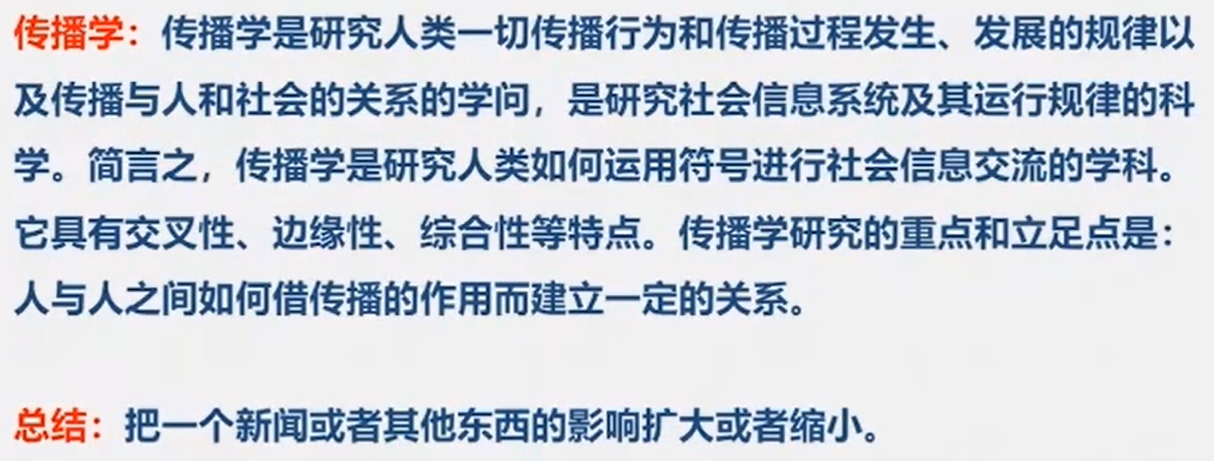 传播学：传播学是研究人类一切传播行为和传播过程发生、发展的规律以
及传播与人和社会的关系的学问，是研究社会信息系统及其运行规律的科
学。简言之，传播学是研究人类如何运用符号进行社会信息交流的学科。
它具有交叉性、边缘性、综合性等特点。传播学研究的重点和立足点是：
人与人之间如何借传播的作用而建立一定的关系。
总结：把一个新闻或者其他东西的影响扩大或者缩小。